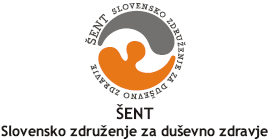 ŠENT SLOVENSKO ZDRUŽENJE ZA DUŠEVNO ZDRAVJE
ŠENT
Slovensko združenje za duševno zdravje